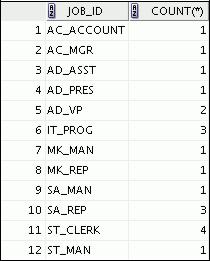 JOB_ID COUNT(*)
1 AC_ACCOUNT 1
2 AC_MGR 1
3 AD_ASST 1
4 AD_PRES 1
5 AD_VP 2
6 IT_PROG 3
7 MK_MAN 1
8 MK_REP 1
9 SA_MAN 1
10 SA_REP 3
11 ST_CLERK 4
12 ST_MAN 1